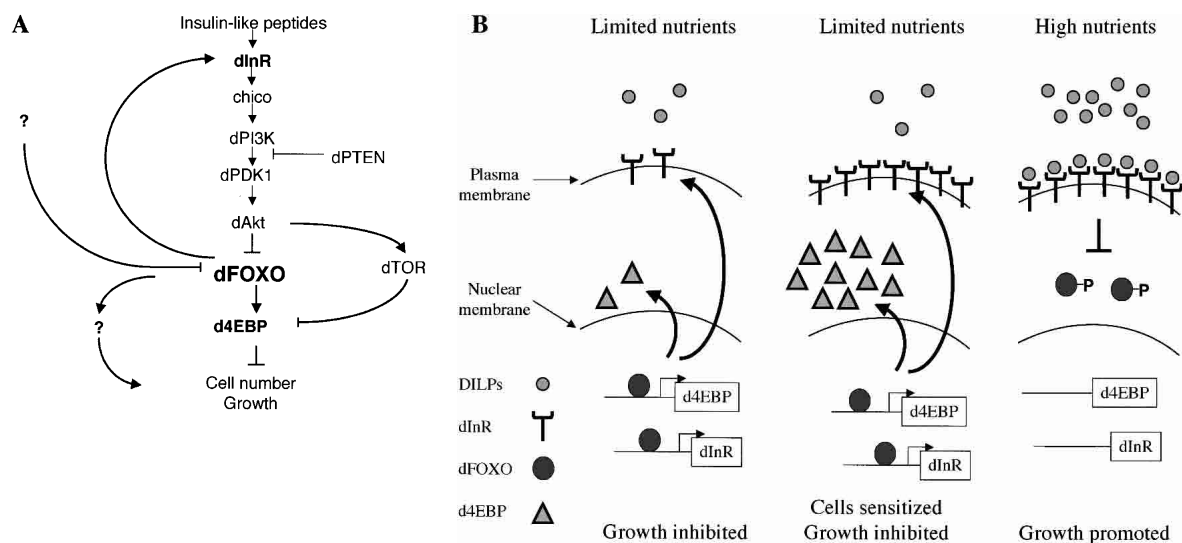 A
Insulin-like peptides
dInR
chico
?
dPI3K
dPTEN
dPDK1
dAkt
dFOXO
dTOR
?
d4EBP
Cell number
Growth
B
Limited nutrients
Limited nutrients
High nutrients
Plasma
membrane
Nuclear
membrane
P
P
DILPs
dInR
dFOXO
d4EBP
d4EBP
dInR
Growth inhibited
d4EBP
dInR
Cells sensitized
Growth inhibited
d4EBP
dInR
Growth promoted